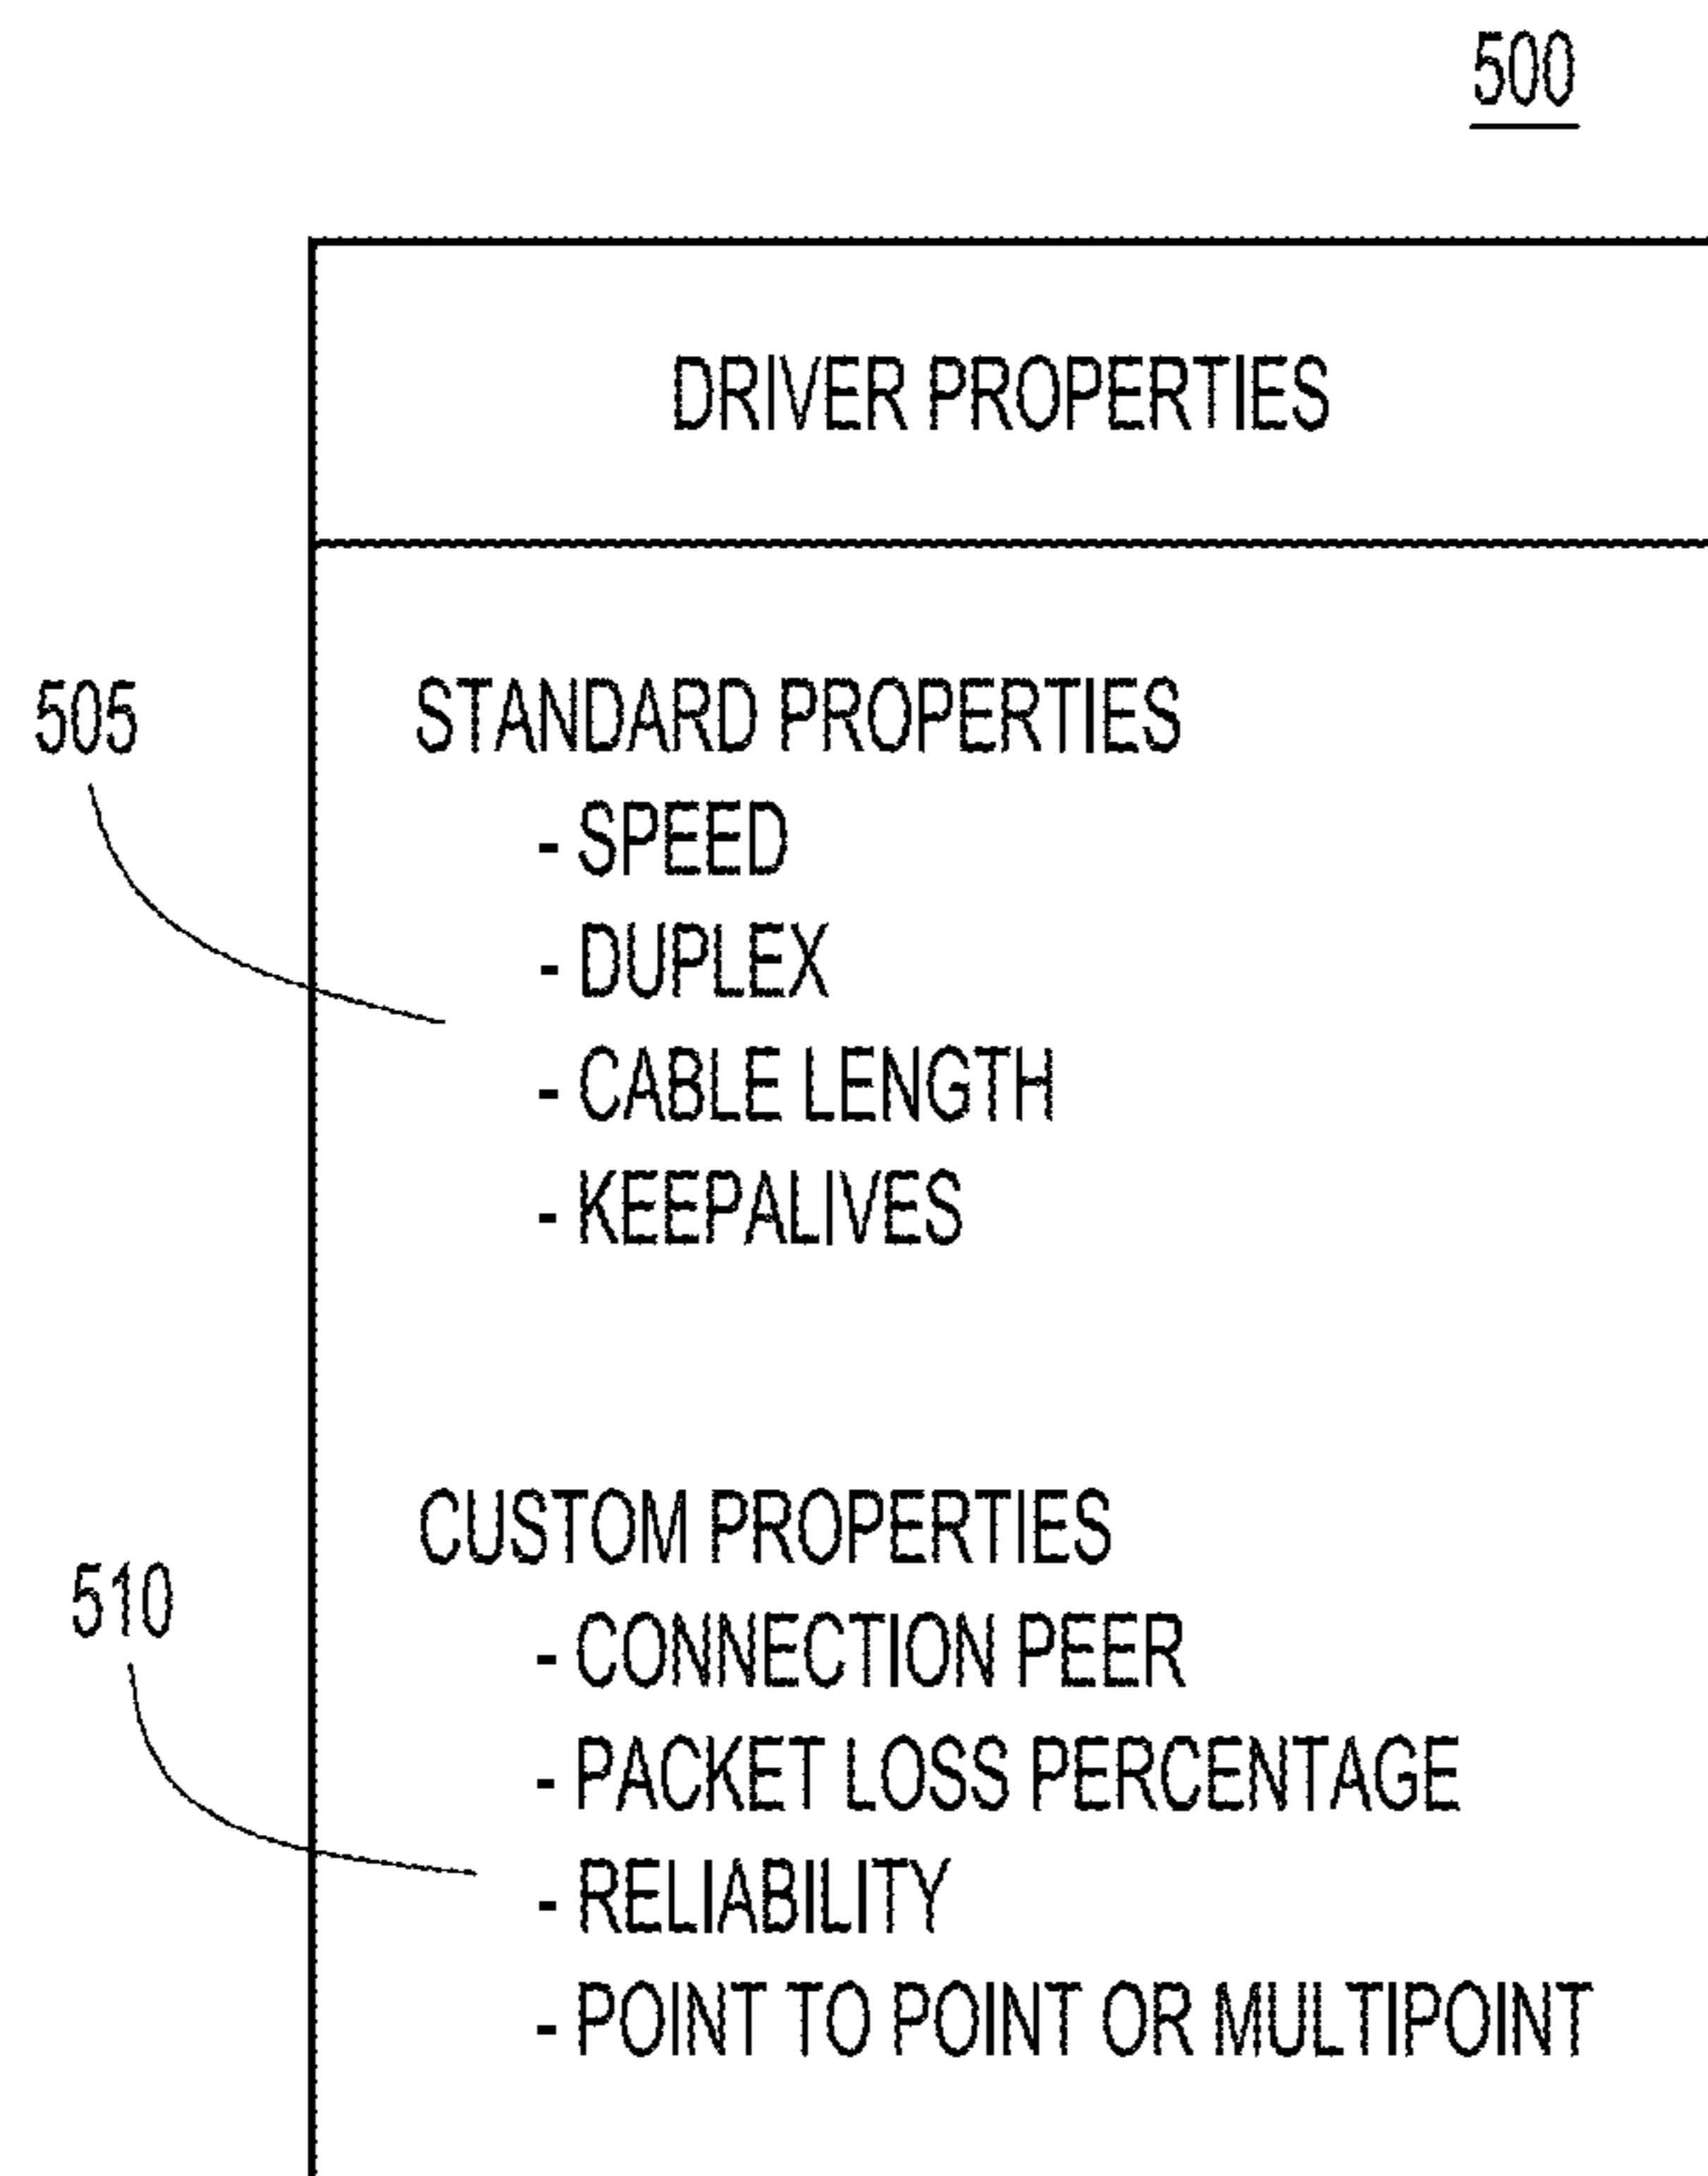 500
DRIVER PROPERTIES
505
STANDARD PROPERTIES
- SPEED
- DUPLEX
- CABLE LENGTH
- KEEPALIVES
510
CUSTOM PROPERTIES
- CONNECTION PEER
- PACKET LOSS PERCENTAGE
- RELIABILITY
- POINT TO POINT OR MULTIPOINT